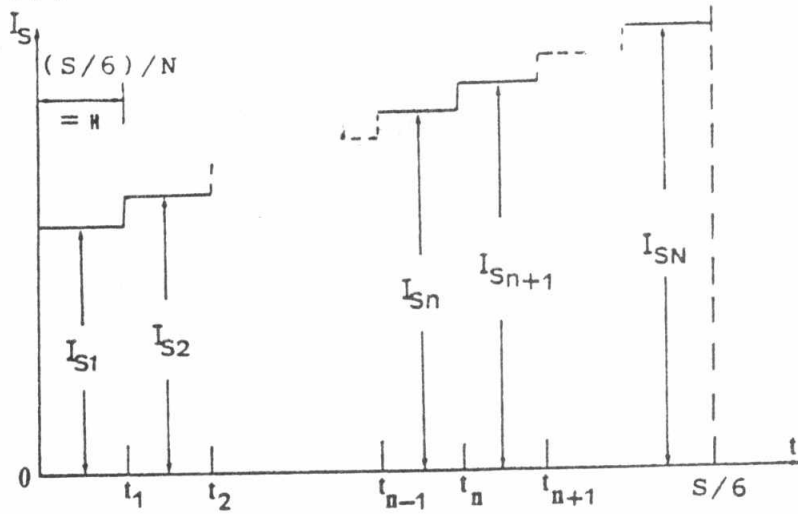 I_S
(S/6)/N
= H
I_S1
I_S2
I_Sn
I_Sn+1
I_SN
0
t_1
t_2
t_n-1
t_n
t_n+1
S/6
t